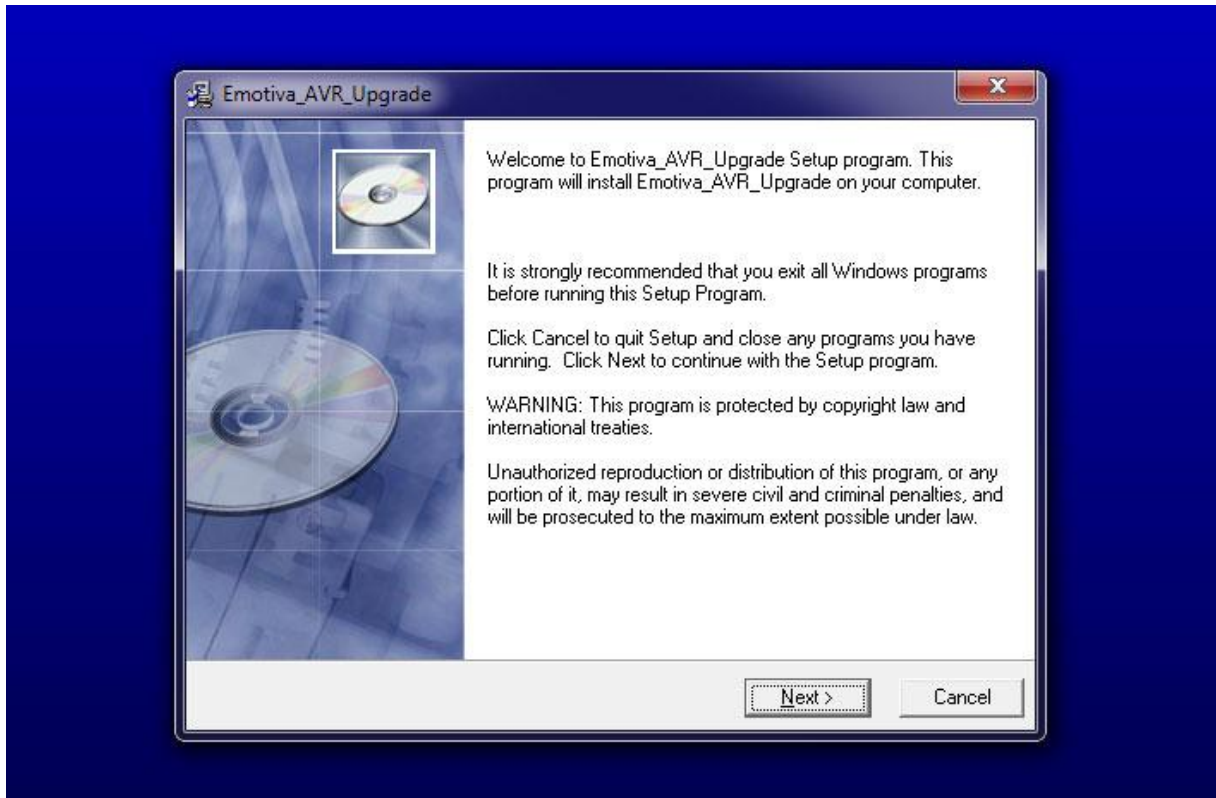 Emotiva_AVR_Upgrade
Welcome to Emotiva_AVR_Upgrade Setup program. This
program will install Emotiva_AVR_Upgrade on your computer.
It is strongly recommended that you exit all Windows programs
before running this Setup Program.
Click Cancel to quit Setup and close any programs you have
running. Click Next to continue with the Setup program.
WARNING: This program is protected by copyright law and
international treaties.
Unauthorized reproduction or distribution of this program, or any
portion of it, may result in severe civil and criminal penalties, and
will be prosecuted to the maximum extent possible under law.
Next >
Cancel